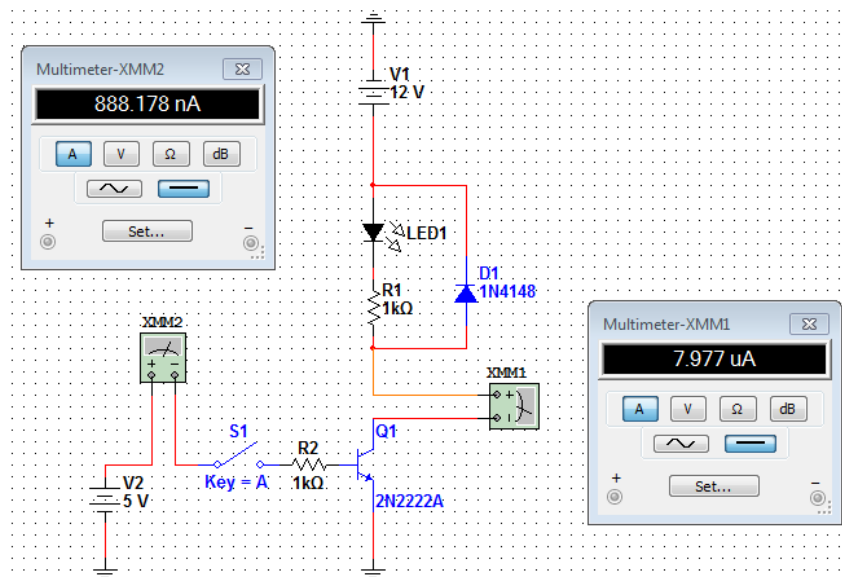 Multimeter-XMM2
888.178 nA
A V Ω dB
+ Set... -
V1
12 V
LED1
D1
1N4148
R1
1kΩ
Multimeter-XMM1
7.977 uA
A V Ω dB
+ Set... -
XMM2
+ -
XMM1
+
S1
Key = A
R2
1kΩ
Q1
2N2222A
V2
5 V